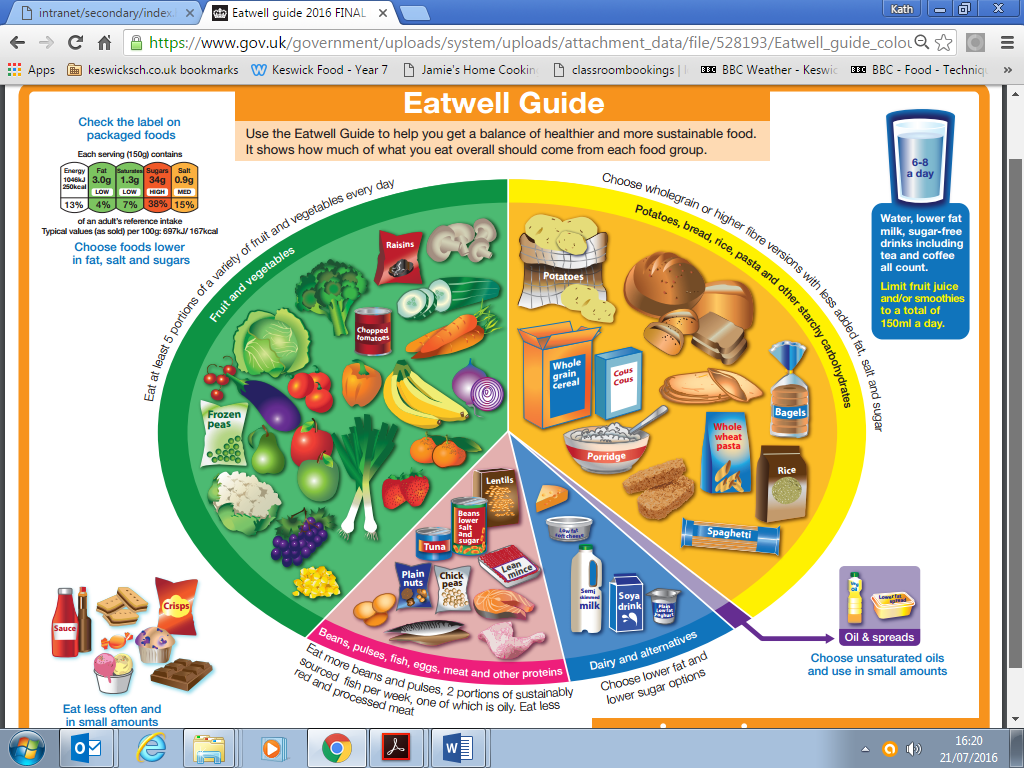 intranet/secondary/index.
Eatwell guide 2016 FINAL
Kath
https://www.gov.uk/government/uploads/system/uploads/attachment_data/file/528193/Eatwell_guide_colou
Apps
keswicksch.co.uk bookmarks
Keswick Food - Year 7
Jamie's Home Cookin
classroombookings |
BBC Weather - Keswic
BBC - Food - Techniq
Eatwell Guide
Use the Eatwell Guide to help you get a balance of healthier and more sustainable food.
It shows how much of what you eat overall should come from each food group.
Check the label on
packaged foods
Each serving (150g) contains
Energy
1046kJ
250kcal
13%
Fat
3.0g
LOW
4%
Saturates
1.3g
LOW
7%
Sugars
34g
HIGH
38%
Salt
0.9g
MED
15%
of an adult's reference intake
Typical values (as sold) per 100g: 697kJ/ 167kcal
Choose foods lower
in fat, salt and sugars
6-8
a day
Water, lower fat
milk, sugar-free
drinks including
tea and coffee
all count.
Limit fruit juice
and/or smoothies
to a total of
150ml a day.
Eat at least 5 portions of a variety of fruit and vegetables every day
Fruit and vegetables
Raisins
Chopped
tomatoes
Frozen
peas
Choose wholegrain or higher fibre versions with less added fat, salt and sugar
Potatoes, bread, rice, pasta and other starchy carbohydrates
Potatoes
Whole
grain
cereal
Cous
Cous
Porridge
Bagels
Whole
wheat
pasta
Rice
Spaghetti
Lentils
Beans
lower
salt
and
sugar
Tuna
Plain
nuts
Chick
peas
Lean
mince
Beans, pulses, fish, eggs, meat and other proteins
Eat more beans and pulses, 2 portions of sustainably
sourced fish per week, one of which is oily. Eat less
red and processed meat
Low fat
soft cheese
Semi
skimmed
milk
Soya
drink
Plain
Low fat
Yoghurt
Dairy and alternatives
Choose lower fat and
lower sugar options
Veg
Oil
Lower fat
spread
Oil & spreads
Choose unsaturated oils
and use in small amounts
Sauce
Crisps
Eat less often and
in small amounts
16:20
21/07/2016